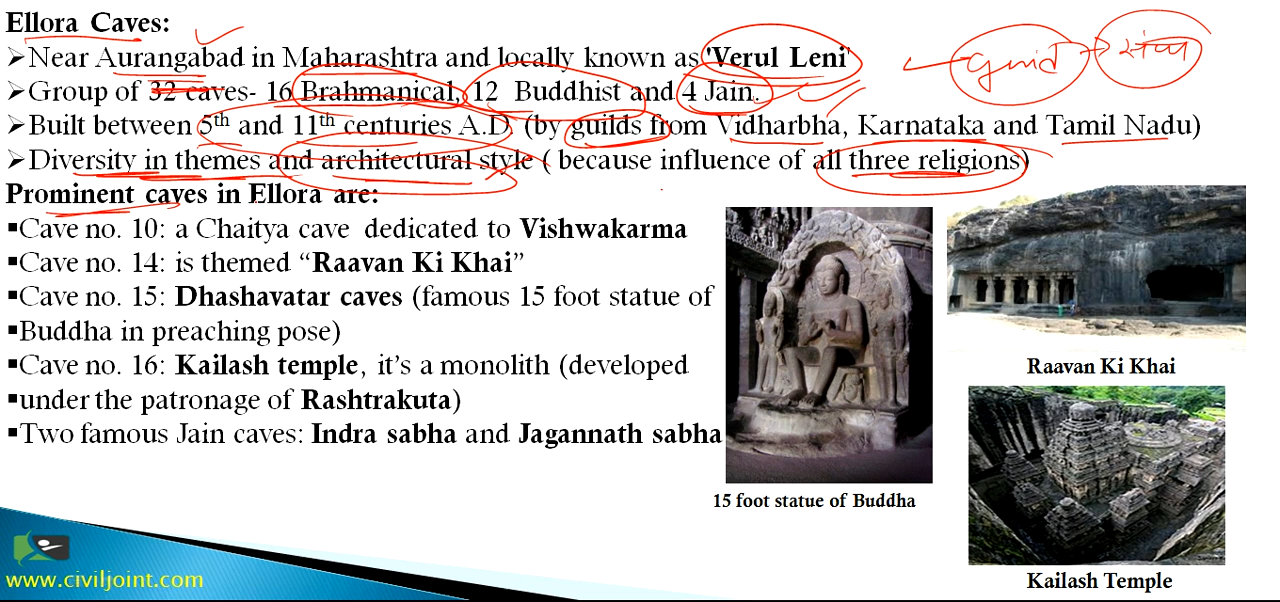 Ellora Caves:
➢Near Aurangabad in Maharashtra and locally known as 'Verul Leni'
➢Group of 32 caves- 16 Brahmanical, 12 Buddhist and 4 Jain.
➢Built between 5th and 11th centuries A.D. (by guilds from Vidharbha, Karnataka and Tamil Nadu)
➢Diversity in themes and architectural style ( because influence of all three religions)
Prominent caves in Ellora are:
▪Cave no. 10: a Chaitya cave dedicated to Vishwakarma
▪Cave no. 14: is themed “Raavan Ki Khai”
▪Cave no. 15: Dhashavatar caves (famous 15 foot statue of
▪Buddha in preaching pose)
▪Cave no. 16: Kailash temple, it's a monolith (developed
▪under the patronage of Rashtrakuta)
▪Two famous Jain caves: Indra sabha and Jagannath sabha
15 foot statue of Buddha
Raavan Ki Khai
Kailash Temple
www.civiljoint.com